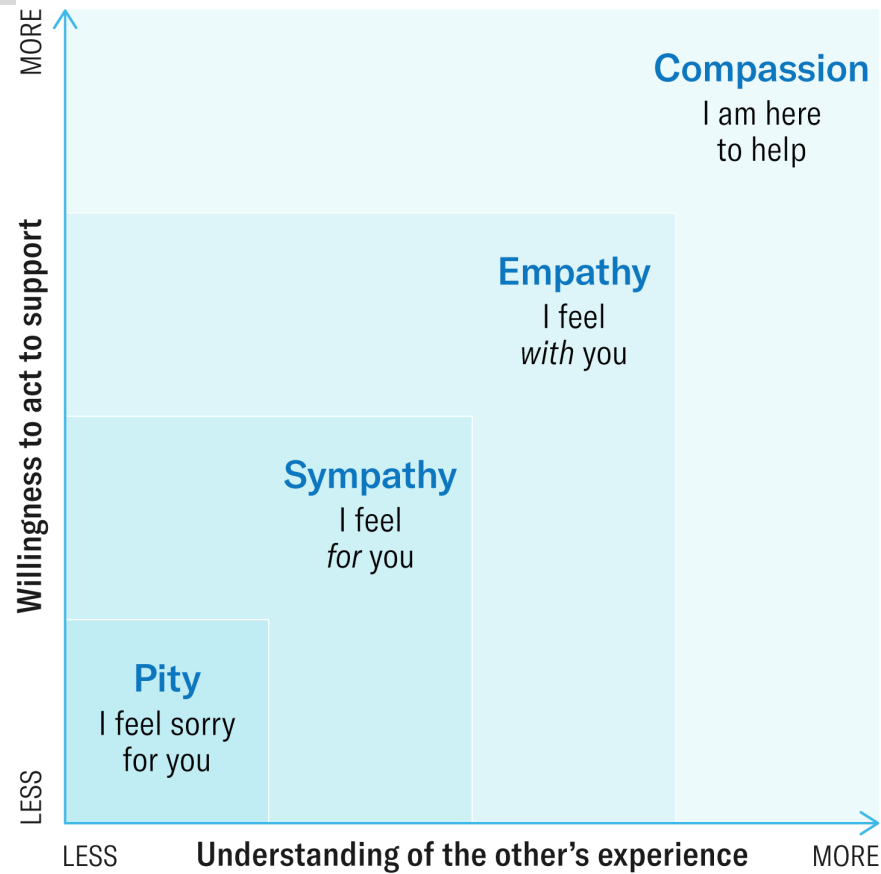 MORE
Compassion
I am here
to help
Empathy
I feel
with you
Willingness to act to support
Sympathy
I feel
for you
Pity
I feel sorry
for you
LESS
LESS
Understanding of the other’s experience
MORE